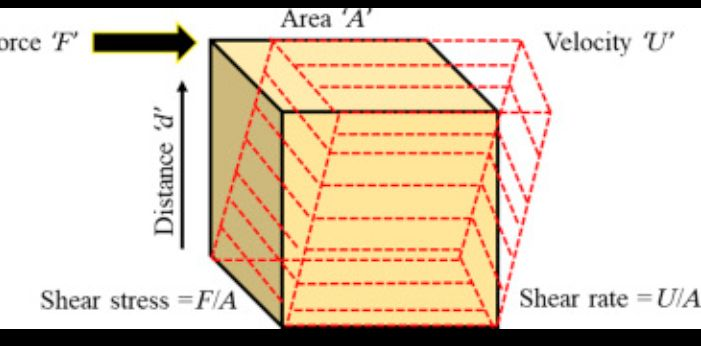 Area 'A'
orce 'F'
Velocity 'U'
Distance 'd'
Shear stress =F/A
Shear rate =U/A